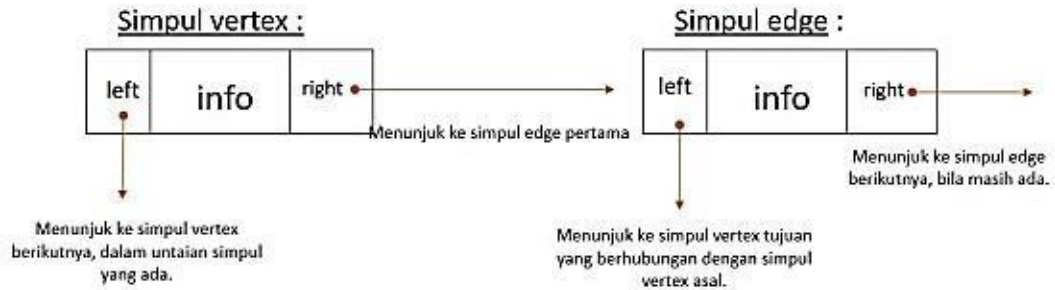 Simpul vertex :
left
info
right
Menunjuk ke simpul edge pertama
Menunjuk ke simpul vertex
berikutnya, dalam untaian simpul
yang ada.
Simpul edge :
left
info
right
Menunjuk ke simpul edge
berikutnya, bila masih ada.
Menunjuk ke simpul vertex tujuan
yang berhubungan dengan simpul
vertex asal.